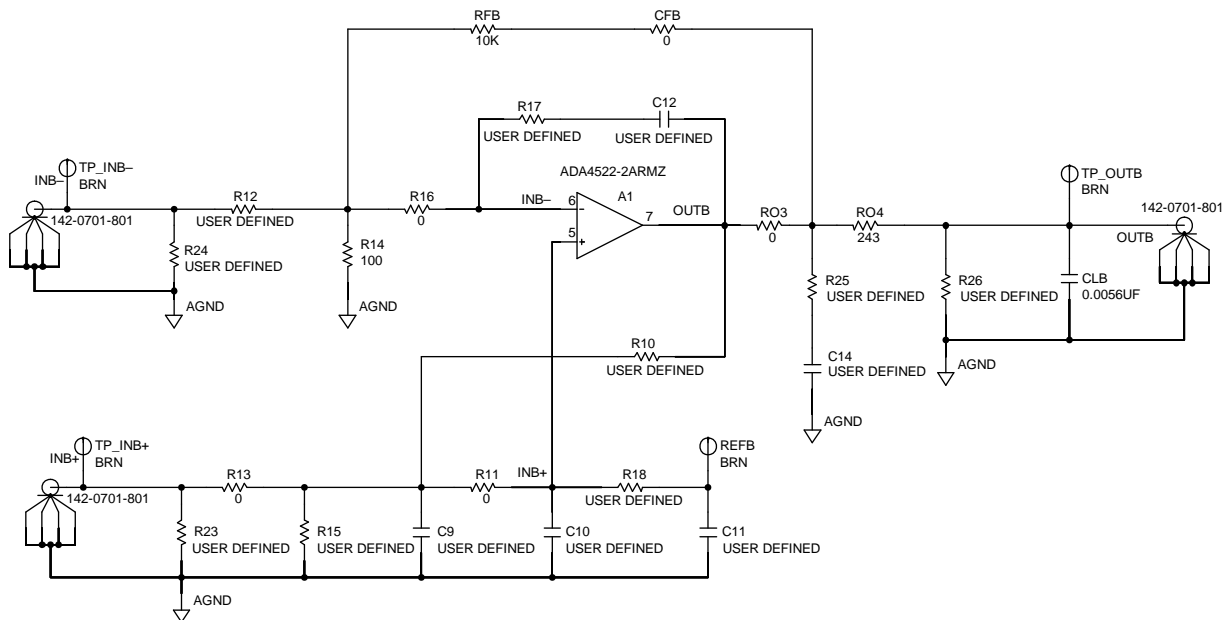 RFB
10K
CFB
0
R17
USER DEFINED
C12
USER DEFINED
ADA4522-2ARMZ
A1
TP_INB–
BRN
INB–
142-0701-801
R12
USER DEFINED
R16
0
INB–
6
5
7
OUTB
RO3
0
RO4
243
TP_OUTB
BRN
142-0701-801
OUTB
R24
USER DEFINED
AGND
R14
100
AGND
R25
USER DEFINED
R26
USER DEFINED
CLB
0.0056UF
AGND
R10
USER DEFINED
C14
USER DEFINED
AGND
TP_INB+
BRN
INB+
142-0701-801
R13
0
R11
0
INB+
R18
USER DEFINED
REFB
BRN
R23
USER DEFINED
R15
USER DEFINED
C9
USER DEFINED
C10
USER DEFINED
C11
USER DEFINED
AGND